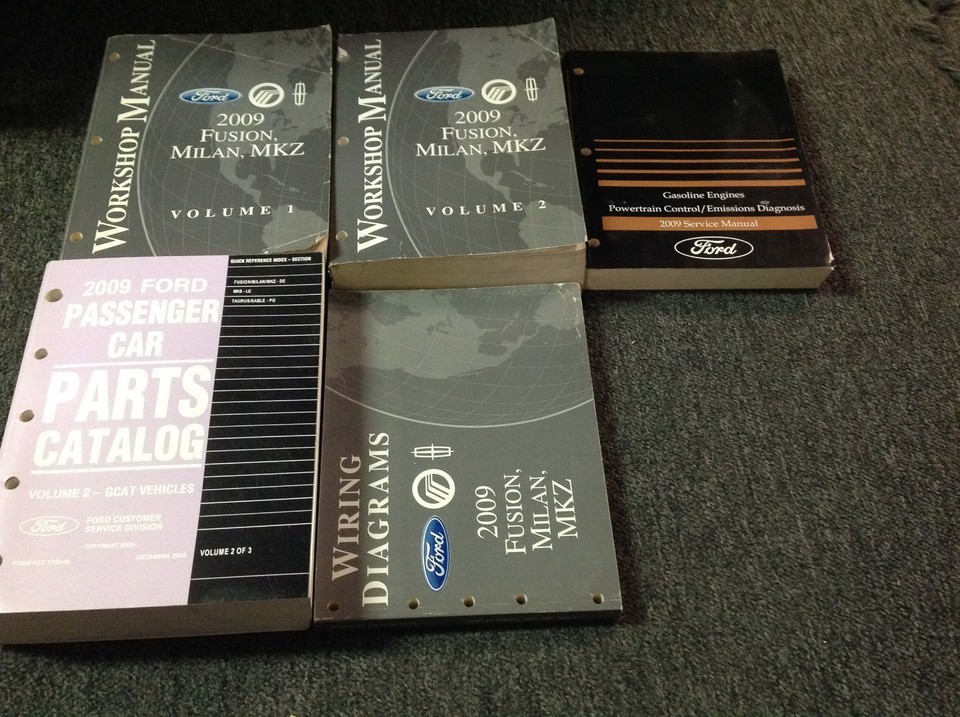 WORKSHOP MANUAL
Ford
2009
FUSION,
MILAN, MKZ
VOLUME 1
WORKSHOP MANUAL
Ford
2009
FUSION,
MILAN, MKZ
VOLUME 2
Gasoline Engines
Powertrain Control/Emissions Diagnosis
2009 Service Manual
Ford
2009 FORD
PASSENGER
CAR
PARTS
CATALOG
VOLUME 2 – GCAT VEHICLES
Ford
FORD CUSTOMER
SERVICE DIVISION
QUICK REFERENCE INDEX – SECTION
FUSION/MILAN/MKZ - SE
MKS - LE
TAURUS/SABLE - PG
VOLUME 2 OF 3
WIRING
DIAGRAMS
Ford
2009
FUSION,
MILAN,
MKZ